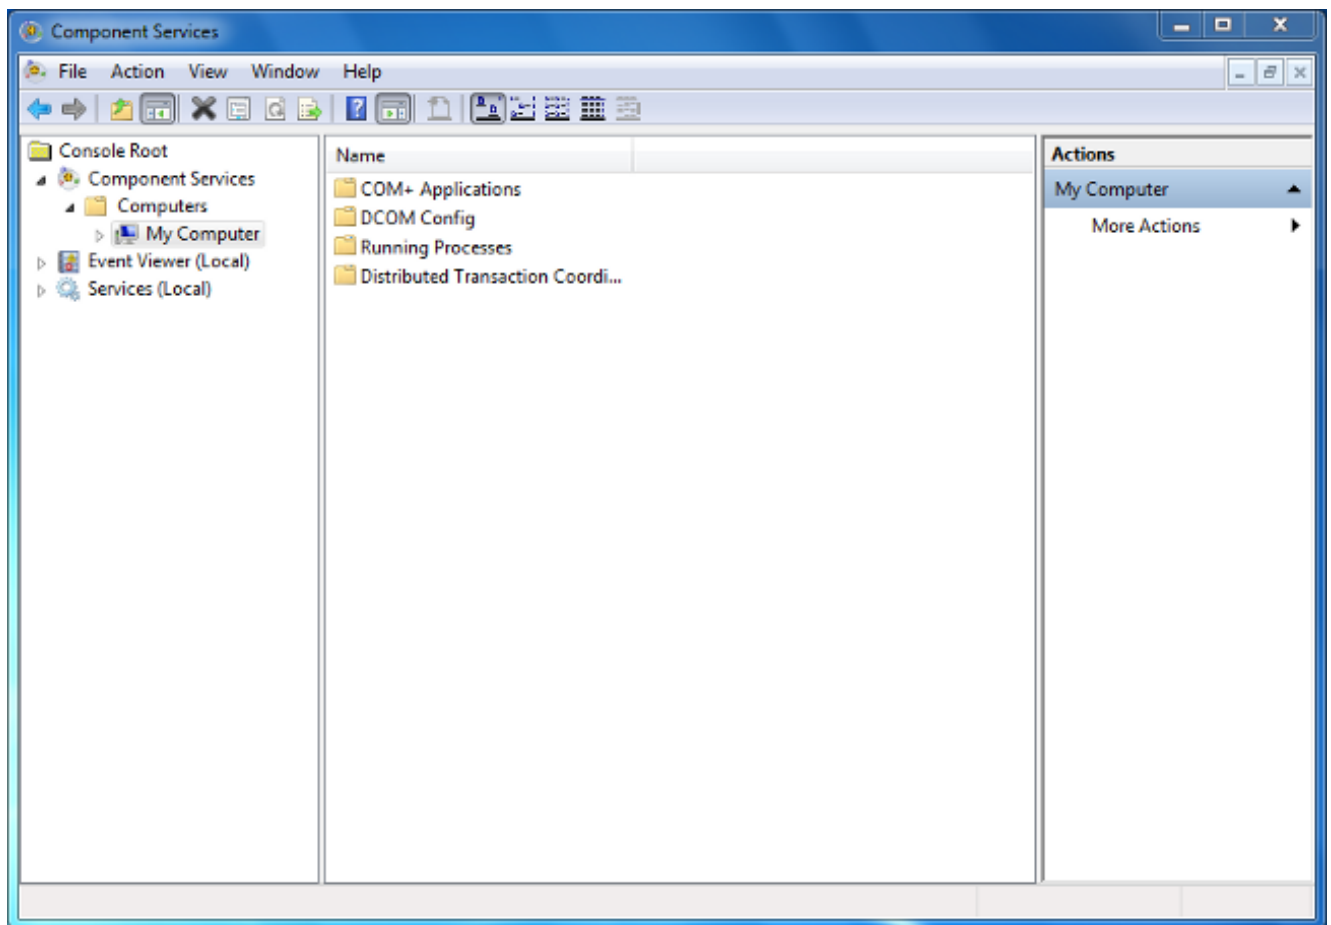 Component Services
File Action View Window Help
Console Root
Component Services
Computers
My Computer
Event Viewer (Local)
Services (Local)
Name
COM+ Applications
DCOM Config
Running Processes
Distributed Transaction Coordi...
Actions
My Computer
More Actions